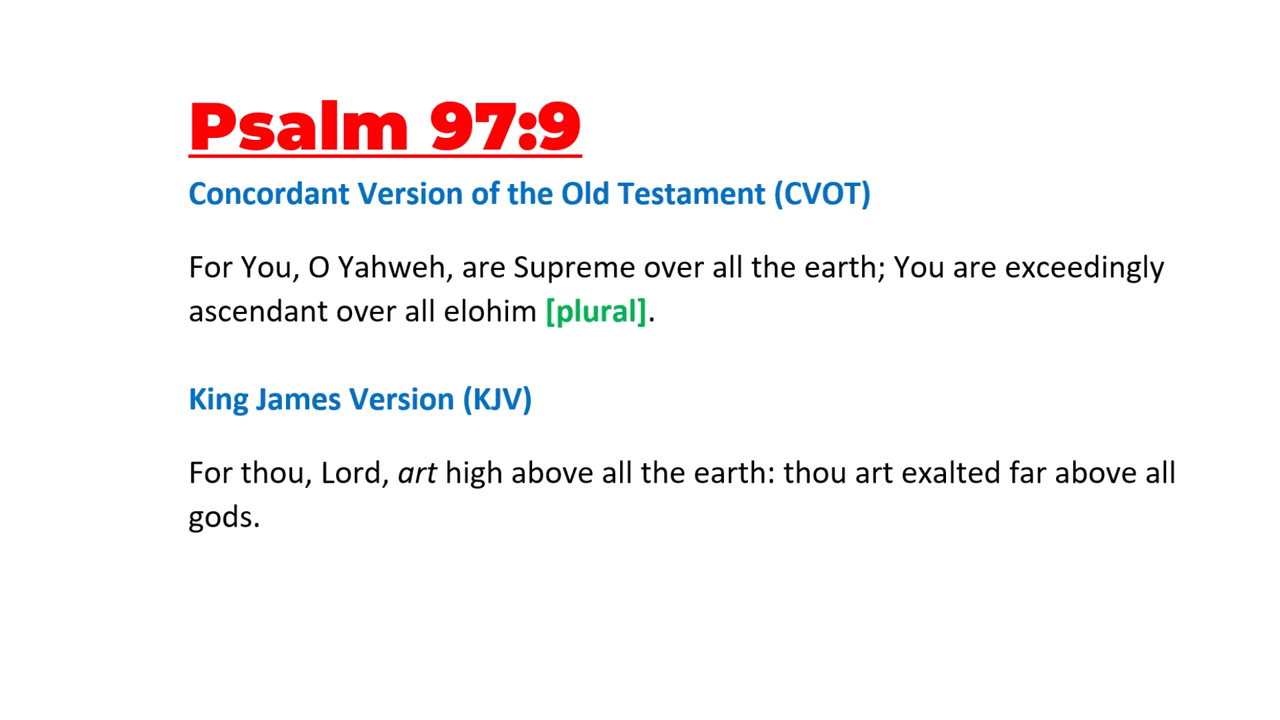 Psalm 97:9
Concordant Version of the Old Testament (CVOT)
For You, O Yahweh, are Supreme over all the earth; You are exceedingly
ascendant over all elohim [plural].
King James Version (KJV)
For thou, Lord, art high above all the earth: thou art exalted far above all
gods.